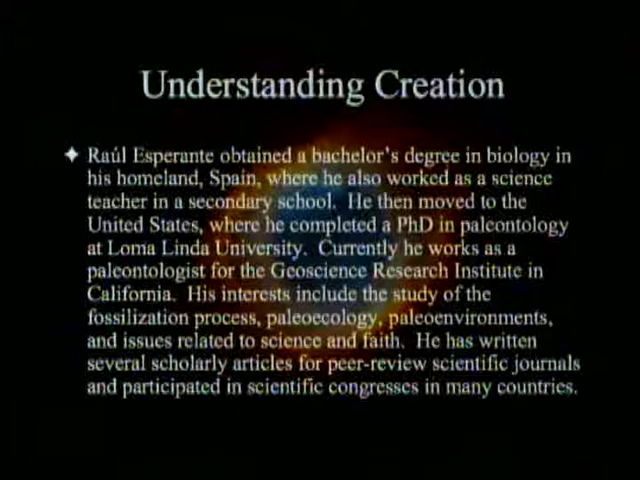 Understanding Creation
Raúl Esperante obtained a bachelor's degree in biology in
his homeland, Spain, where he also worked as a science
teacher in a secondary school.  He then moved to the
United States, where he completed a PhD in paleontology
at Loma Linda University.  Currently he works as a
paleontologist for the Geoscience Research Institute in
California.  His interests include the study of the
fossilization process, paleoecology, paleoenvironments,
and issues related to science and faith.  He has written
several scholarly articles for peer-review scientific journals
and participated in scientific congresses in many countries.